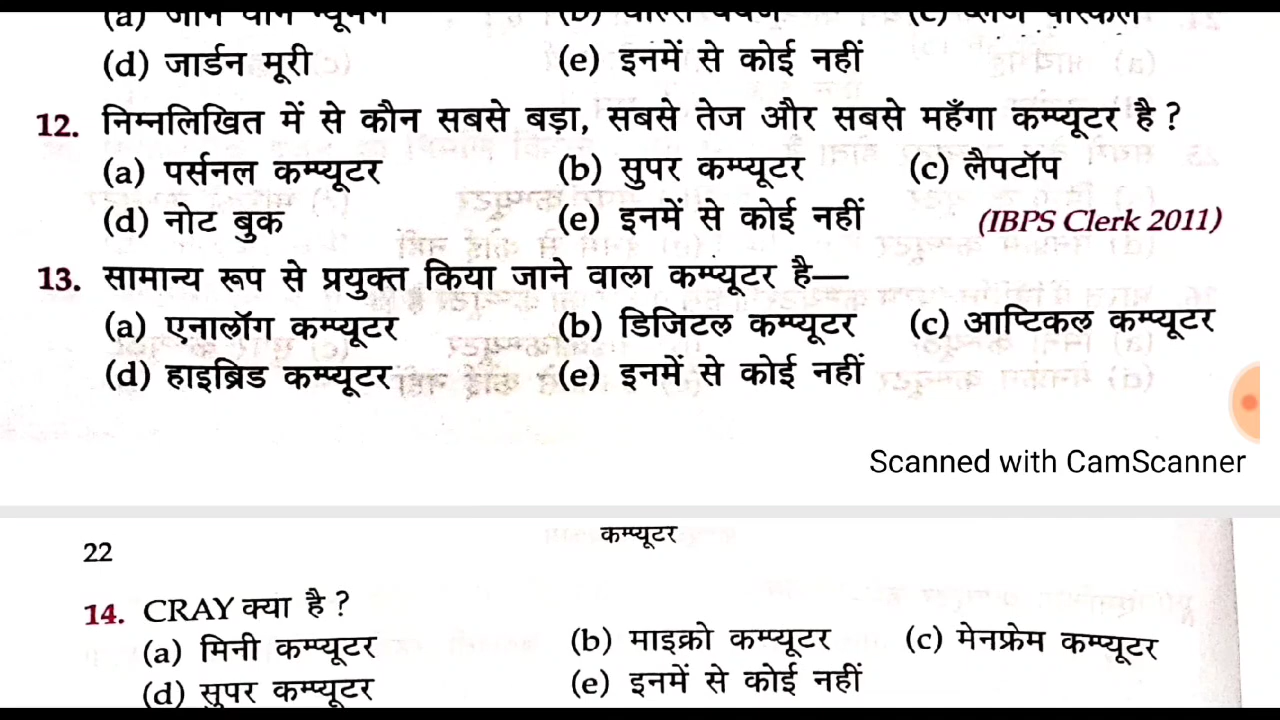 (d) जार्डन मूरी (e) इनमें से कोई नहीं
12. निम्नलिखित में से कौन सबसे बड़ा, सबसे तेज और सबसे महँगा कम्प्यूटर है ?
(a) पर्सनल कम्प्यूटर (b) सुपर कम्प्यूटर (c) लैपटॉप
(d) नोट बुक (e) इनमें से कोई नहीं (IBPS Clerk 2011)
13. सामान्य रूप से प्रयुक्त किया जाने वाला कम्प्यूटर है—
(a) एनालॉग कम्प्यूटर (b) डिजिटल कम्प्यूटर (c) आप्टिकल कम्प्यूटर
(d) हाइब्रिड कम्प्यूटर (e) इनमें से कोई नहीं
Scanned with CamScanner
22 कम्प्यूटर
14. CRAY क्या है ?
(a) मिनी कम्प्यूटर (b) माइक्रो कम्प्यूटर (c) मेनफ्रेम कम्प्यूटर
(d) सुपर कम्प्यूटर (e) इनमें से कोई नहीं